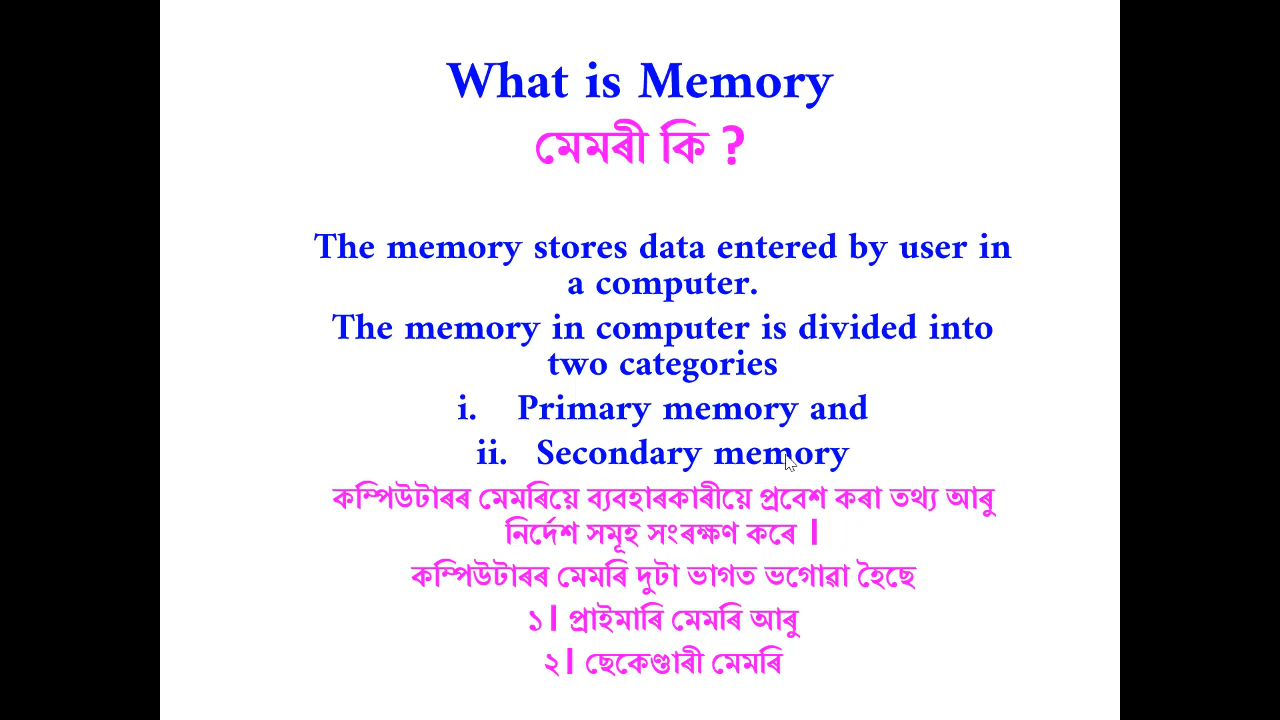 What is Memory
মেমৰী কি ?
The memory stores data entered by user in
a computer.
The memory in computer is divided into
two categories
i. Primary memory and
ii. Secondary memory
কম্পিউটাৰৰ মেমৰিয়ে ব্যবহাৰকাৰীয়ে প্ৰবেশ কৰা তথ্য আৰু
নিৰ্দেশ সমূহ সংৰক্ষণ কৰে ।
কম্পিউটাৰৰ মেমৰি দুটা ভাগত ভগোৱা হৈছে
১। প্ৰাইমাৰি মেমৰি আৰু
২। ছেকেণ্ডাৰী মেমৰি